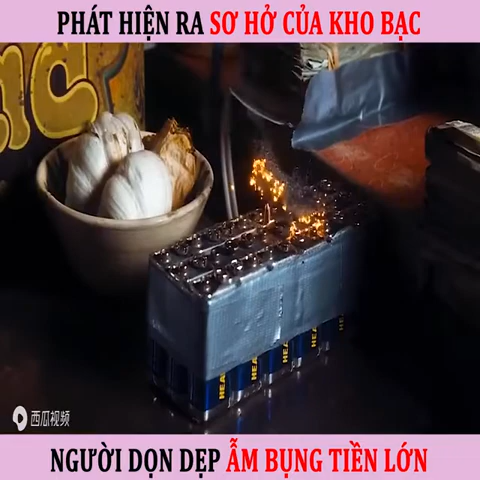 PHÁT HIỆN RA SƠ HỞ CỦA KHO BẠC
西瓜视频
NGƯỜI DỌN DẸP ẴM BỤNG TIỀN LỚN